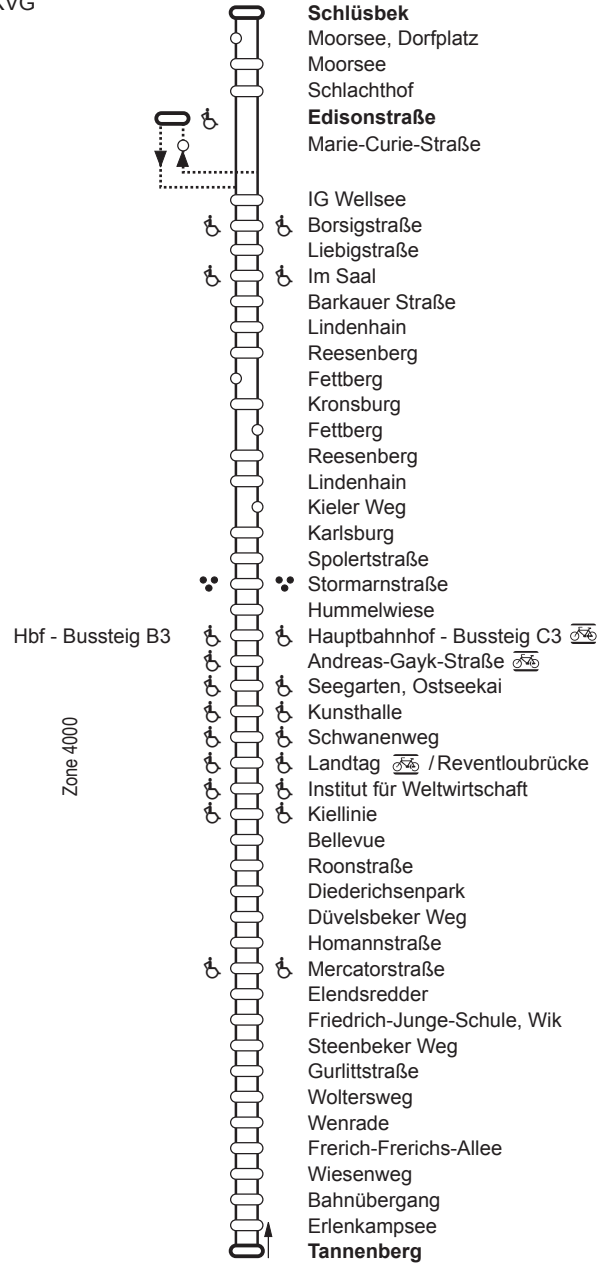 KVG
Schlüsbek
Moorsee, Dorfplatz
Moorsee
Schlachthof
Edisonstraße
Marie-Curie-Straße
IG Wellsee
Borsigstraße
Liebigstraße
Im Saal
Barkauer Straße
Lindenhain
Reesenberg
Fettberg
Kronsburg
Fettberg
Reesenberg
Lindenhain
Kieler Weg
Karlsburg
Spolertstraße
Stormarnstraße
Hummelwiese
Hbf - Bussteig B3 Hauptbahnhof - Bussteig C3
Andreas-Gayk-Straße
Seegarten, Ostseekai
Kunsthalle
Schwanenweg
Landtag / Reventloubrücke
Institut für Weltwirtschaft
Kiellinie
Bellevue
Roonstraße
Diederichsenpark
Düvelsbeker Weg
Homannstraße
Mercatorstraße
Elendsredder
Friedrich-Junge-Schule, Wik
Steenbeker Weg
Gurlittstraße
Woltersweg
Wenrade
Frerich-Frerichs-Allee
Wiesenweg
Bahnübergang
Erlenkampsee
Tannenberg
Zone 4000